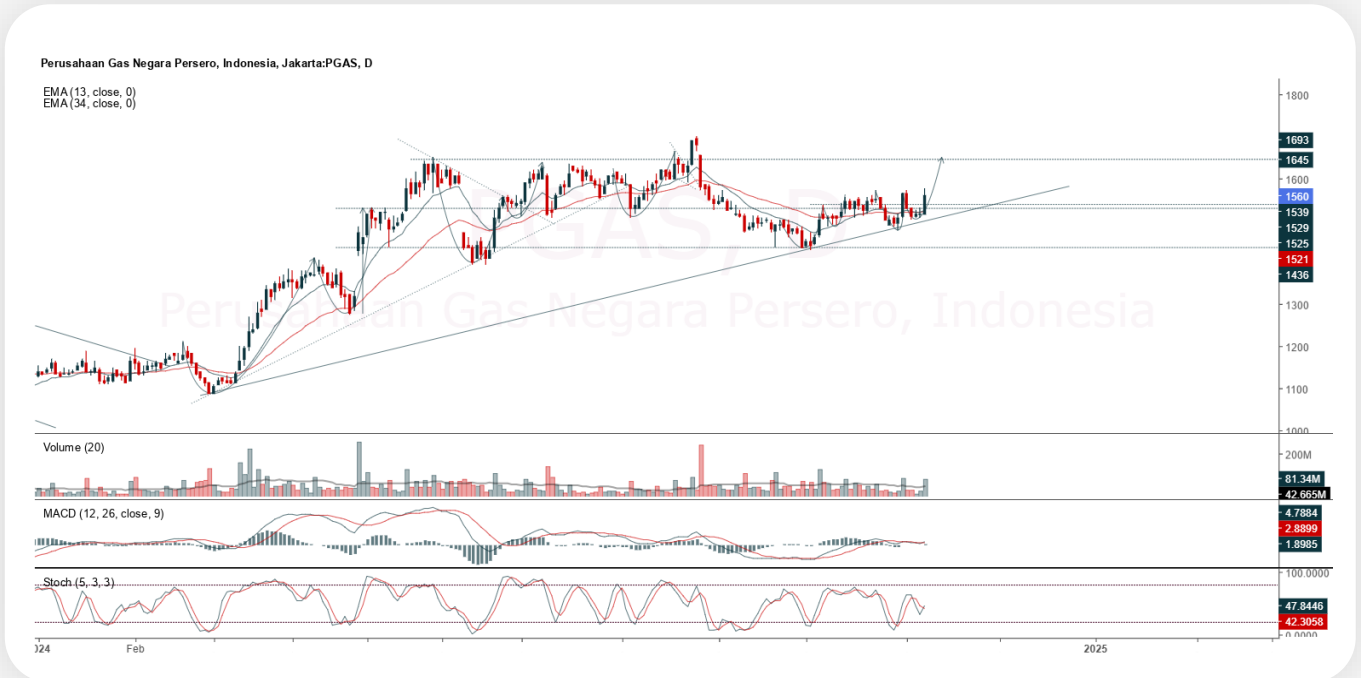 Perusahaan Gas Negara Persero, Indonesia, Jakarta:PGAS, D
EMA (13, close, 0)
EMA (34, close, 0)
1800
1693
1645
1600
1560
1539
1529
1525
1521
1436
1300
1200
1100
1000
PGAS, D
Perusahaan Gas Negara Persero, Indonesia
Volume (20)
200M
81.34M
42.665M
MACD (12, 26, close, 9)
4.7884
2.8899
1.8985
Stoch (5, 3, 3)
100.0000
47.8446
42.3058
0.0000
2024 Feb 2025